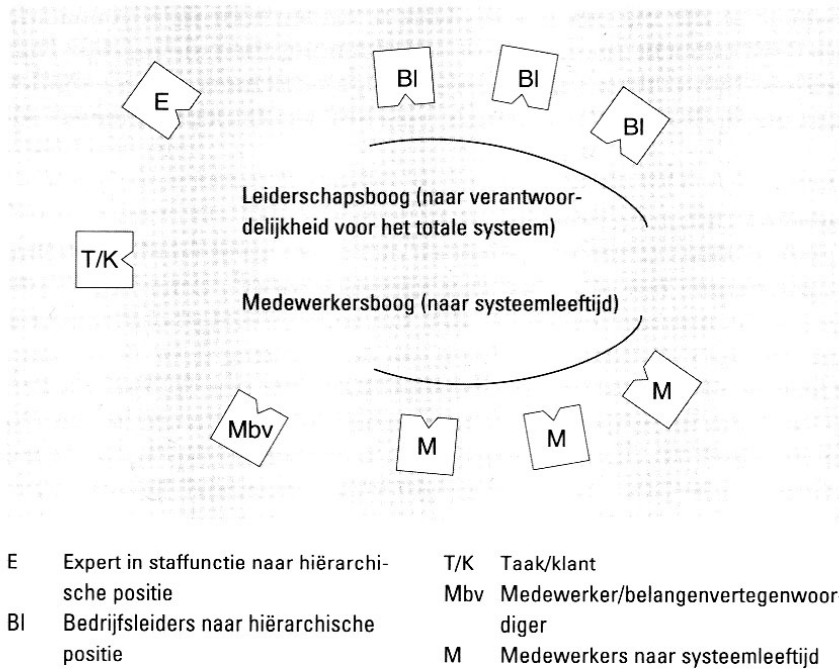 E
Bl
Bl
Bl
Leiderschapsboog (naar verantwoor-
delijkheid voor het totale systeem)
T/K
Medewerkersboog (naar systeemleeftijd)
M
Mbv
M
M
E Expert in staffunctie naar hiërarchi-
sche positie
Bl Bedrijfsleiders naar hiërarchische
positie
T/K Taak/klant
Mbv Medewerker/belangenvertegenwoor-
diger
M Medewerkers naar systeemleeftijd